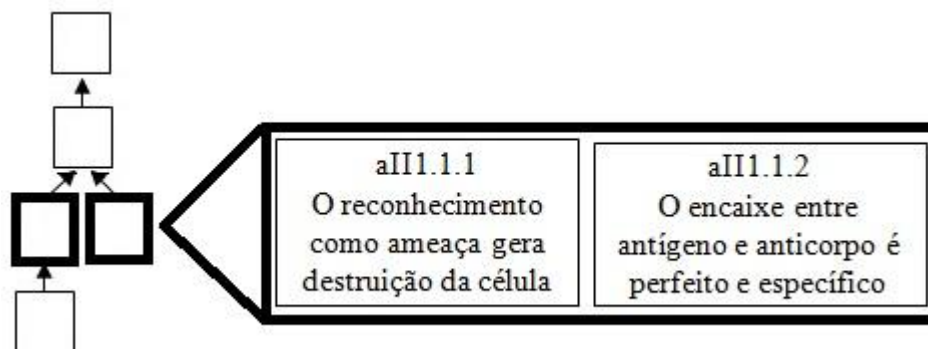 aII1.1.1
O reconhecimento
como ameaça gera
destruição da célula
aII1.1.2
O encaixe entre
antígeno e anticorpo é
perfeito e específico